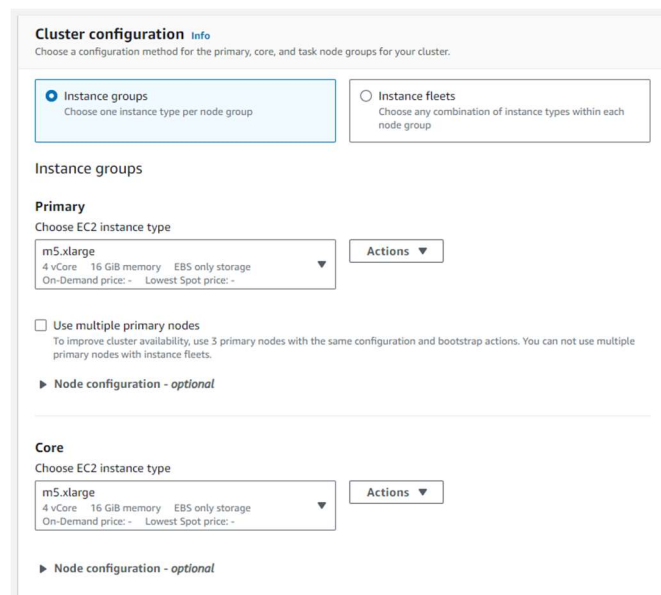 Cluster configuration Info
Choose a configuration method for the primary, core, and task node groups for your cluster.
Instance groups
Choose one instance type per node group
Instance fleets
Choose any combination of instance types within each
node group
Instance groups
Primary
Choose EC2 instance type
m5.xlarge
4 vCore 16 GiB memory EBS only storage
On-Demand price: - Lowest Spot price: -
Actions
Use multiple primary nodes
To improve cluster availability, use 3 primary nodes with the same configuration and bootstrap actions. You can not use multiple
primary nodes with instance fleets.
Node configuration - optional
Core
Choose EC2 instance type
m5.xlarge
4 vCore 16 GiB memory EBS only storage
On-Demand price: - Lowest Spot price: -
Actions
Node configuration - optional